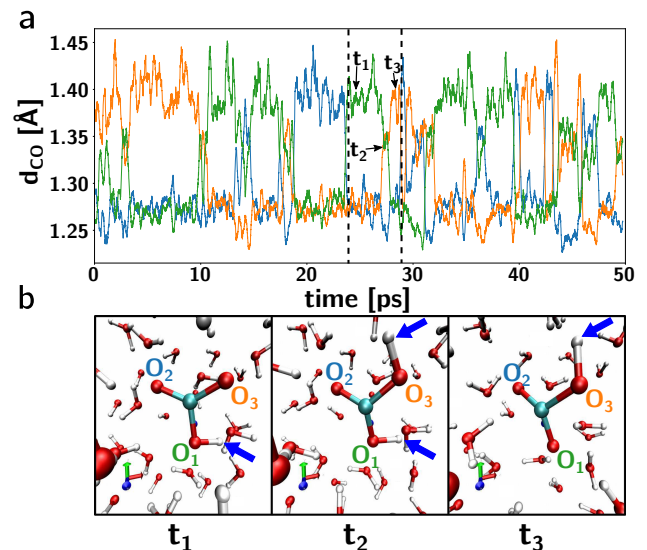 a
1.45
1.40
1.35
1.30
1.25
d_CO [Å]
t₁
t₃
t₂
0 10 20 30 40 50
time [ps]
b
O₂ O₃ O₁
O₂ O₃ O₁
O₂ O₃ O₁
t₁ t₂ t₃